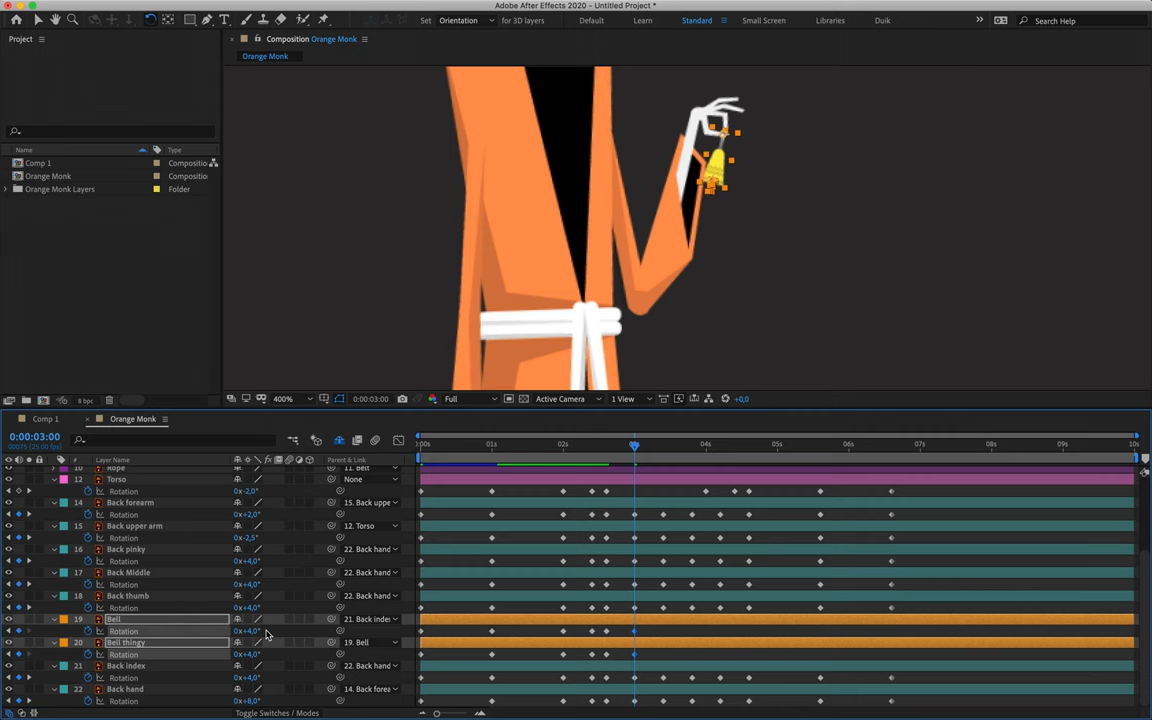 Adobe After Effects 2020 - Untitled Project *
Set Orientation for 3D layers Default Learn Standard Small Screen Libraries Duik Search Help
Project
Composition Orange Monk
Orange Monk
Name Type
Comp 1 Compositio
Orange Monk Compositio
Orange Monk Layers Folder
8 bpc
400% 0:00:03:00 Full Active Camera 1 View +0,0
Comp 1 Orange Monk
0:00:03:00
00075 (25.00 fps)
:00s 01s 02s 04s 05s 06s 07s 08s 09s 10s
# Layer Name Parent & Link
10 Rope 11. Belt
12 Torso None
Rotation 0x-2,0°
14 Back forearm 15. Back uppe
Rotation 0x+2,0°
15 Back upper arm 12. Torso
Rotation 0x-2,5°
16 Back pinky 22. Back hand
Rotation 0x+4,0°
17 Back Middle 22. Back hand
Rotation 0x+4,0°
18 Back thumb 22. Back hand
Rotation 0x+4,0°
19 Bell 21. Back inde
Rotation 0x+4,0°
20 Bell thingy 19. Bell
Rotation 0x+4,0°
21 Back index 22. Back hand
Rotation 0x+4,0°
22 Back hand 14. Back forea
Rotation 0x+8,0°
Toggle Switches / Modes